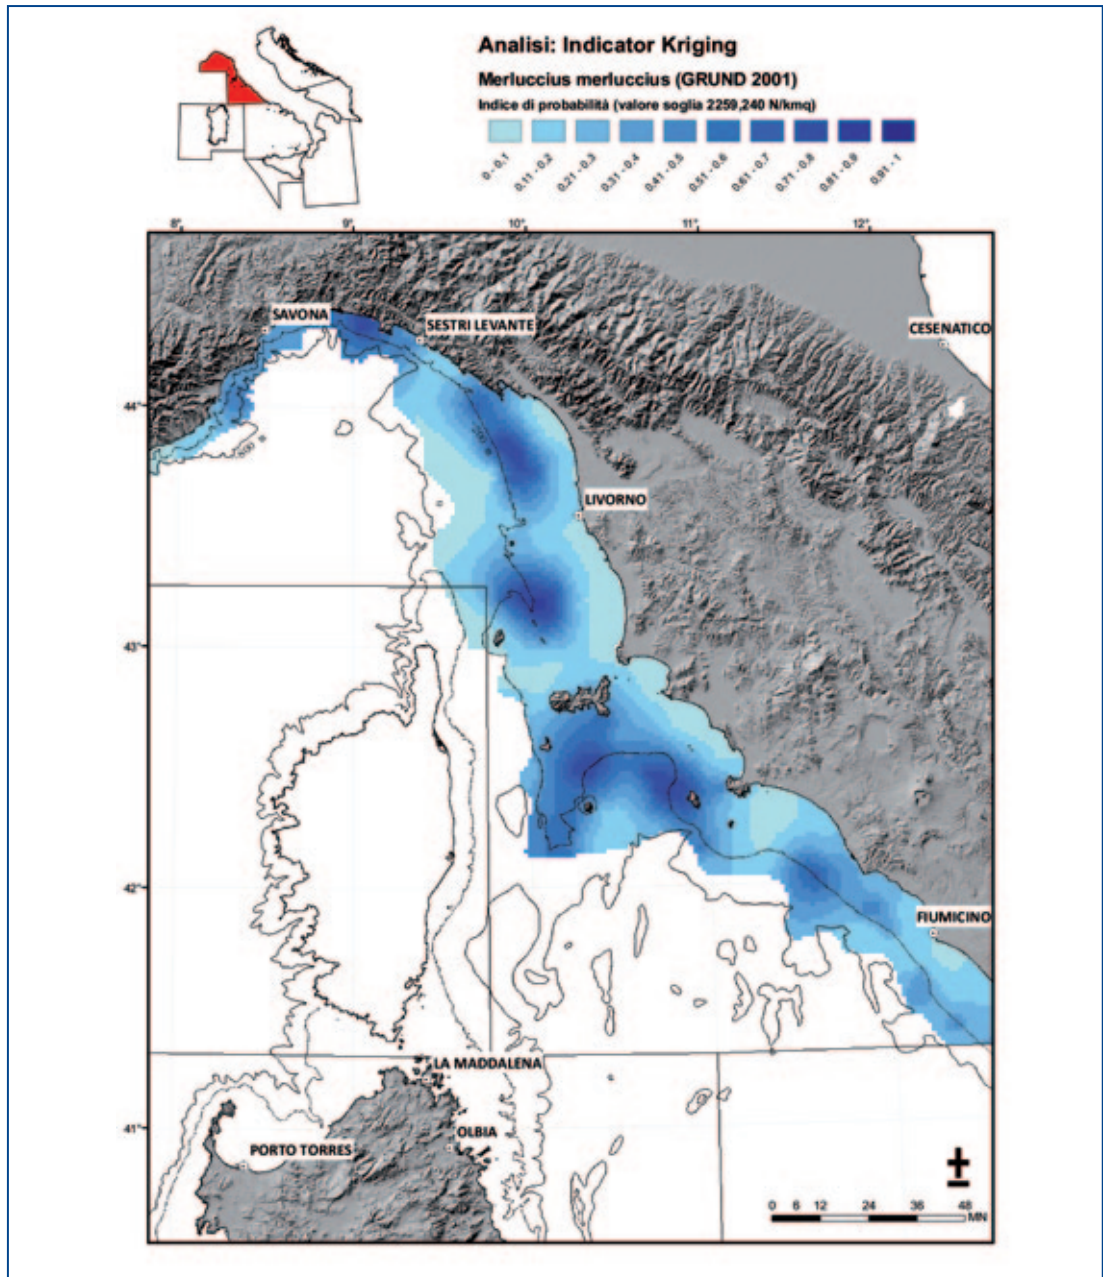 Analisi: Indicator Kriging
Merluccius merluccius (GRUND 2001)
Indice di probabilità (valore soglia 2259,240 N/kmq)
0 - 0.1
0.11 - 0.2
0.21 - 0.3
0.31 - 0.4
0.41 - 0.5
0.51 - 0.6
0.61 - 0.7
0.71 - 0.8
0.81 - 0.9
0.91 - 1
8° 9° 10° 11° 12°
SAVONA
SESTRI LEVANTE
CESENATICO
44°
200
LIVORNO
43°
42°
FIUMICINO
LA MADDALENA
41°
OLBIA
PORTO TORRES
0 6 12 24 36 48
MN